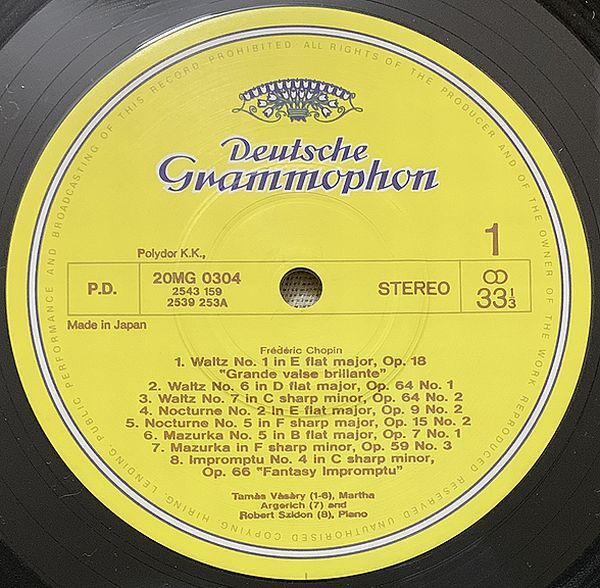 UNAUTHORISED COPYING, HIRING, LENDING, PUBLIC PERFORMANCE AND BROADCASTING OF THIS RECORD PROHIBITED ALL RIGHTS OF THE PRODUCER AND OF THE OWNER OF THE WORK REPRODUCED RESERVED
Deutsche
Grammophon
1
Polydor K.K.,
P.D.
20MG 0304
2543 159
2539 253A
STEREO
33⅓
Made in Japan
Frédéric Chopin
1. Waltz No. 1 in E flat major, Op. 18
"Grande valse brillante"
2. Waltz No. 6 in D flat major, Op. 64 No. 1
3. Waltz No. 7 in C sharp minor, Op. 64 No. 2
4. Nocturne No. 2 in E flat major, Op. 9 No. 2
5. Nocturne No. 5 in F sharp major, Op. 15 No. 2
6. Mazurka No. 5 in B flat major, Op. 7 No. 1
7. Mazurka in F sharp minor, Op. 59 No. 3
8. Impromptu No. 4 in C sharp minor,
Op. 66 "Fantasy Impromptu"
Tamàs Vàsàry (1-6), Martha
Argerich (7) and
Robert Szidon (8), Piano